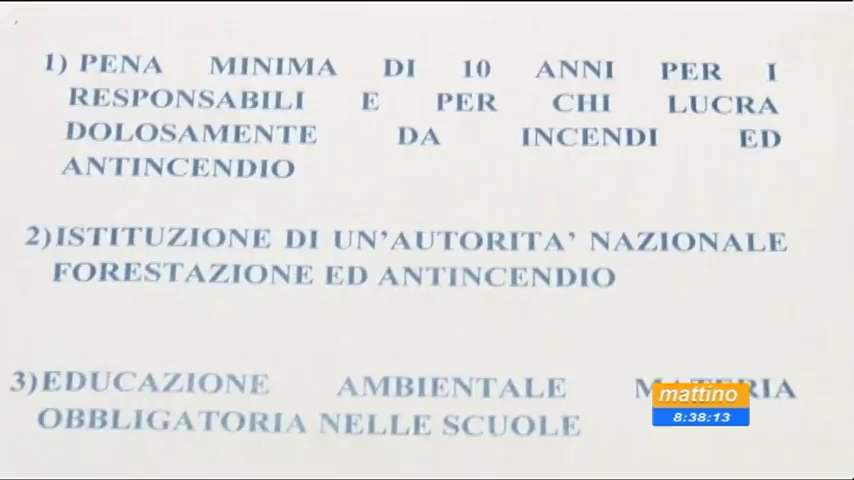 1) PENA MINIMA DI 10 ANNI PER I
RESPONSABILI E PER CHI LUCRA
DOLOSAMENTE DA INCENDI ED
ANTINCENDIO
2)ISTITUZIONE DI UN'AUTORITA' NAZIONALE
FORESTAZIONE ED ANTINCENDIO
3)EDUCAZIONE AMBIENTALE MATERIA
OBBLIGATORIA NELLE SCUOLE
mattino
8:38:13